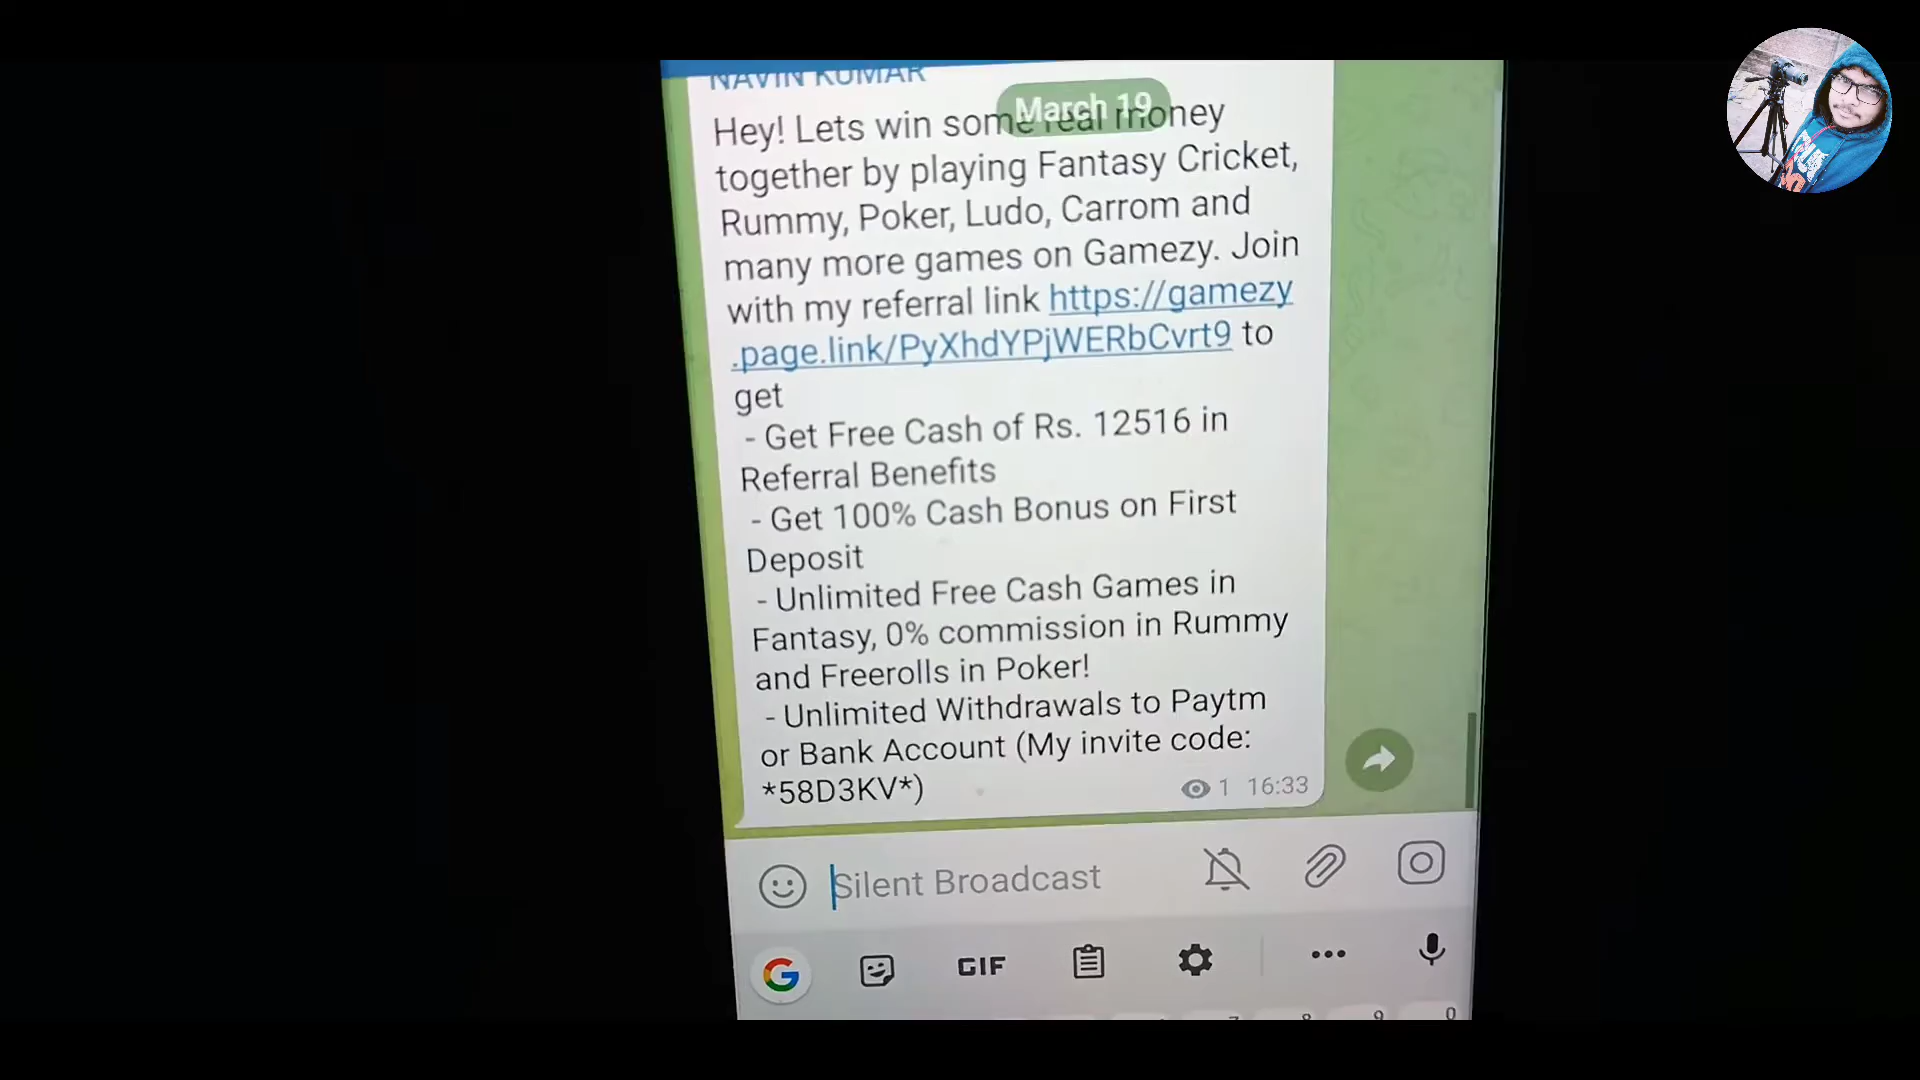 NAVIN KUMAR
March 19
Hey! Lets win some real money
together by playing Fantasy Cricket,
Rummy, Poker, Ludo, Carrom and
many more games on Gamezy. Join
with my referral link https://gamezy
.page.link/PyXhdYPjWERbCvrt9 to
get
- Get Free Cash of Rs. 12516 in
Referral Benefits
- Get 100% Cash Bonus on First
Deposit
- Unlimited Free Cash Games in
Fantasy, 0% commission in Rummy
and Freerolls in Poker!
- Unlimited Withdrawals to Paytm
or Bank Account (My invite code:
*58D3KV*)
1 16:33
Silent Broadcast
G
GIF
7 8 9 0